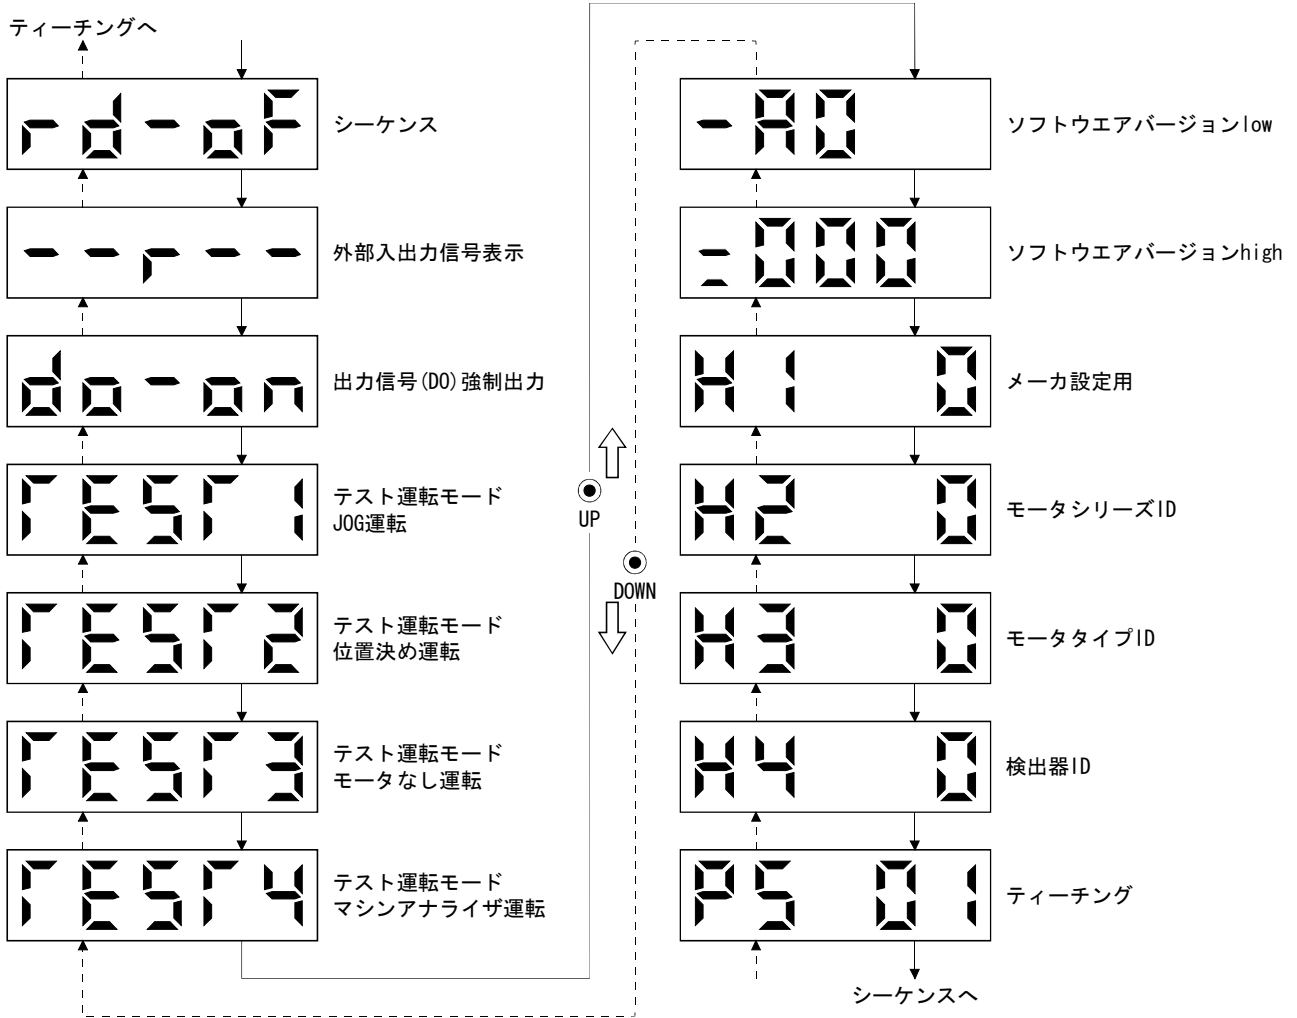 ティーチングへ
rd-oF
シーケンス
--r--
外部入出力信号表示
do-on
出力信号(DO)強制出力
TEST1
テスト運転モード
JOG運転
TEST2
テスト運転モード
位置決め運転
TEST3
テスト運転モード
モータなし運転
TEST4
テスト運転モード
マシンアナライザ運転
UP
DOWN
-A0
ソフトウエアバージョンlow
=000
ソフトウエアバージョンhigh
H1 0
メーカ設定用
H2 0
モータシリーズID
H3 0
モータタイプID
H4 0
検出器ID
PS 01
ティーチング
シーケンスへ